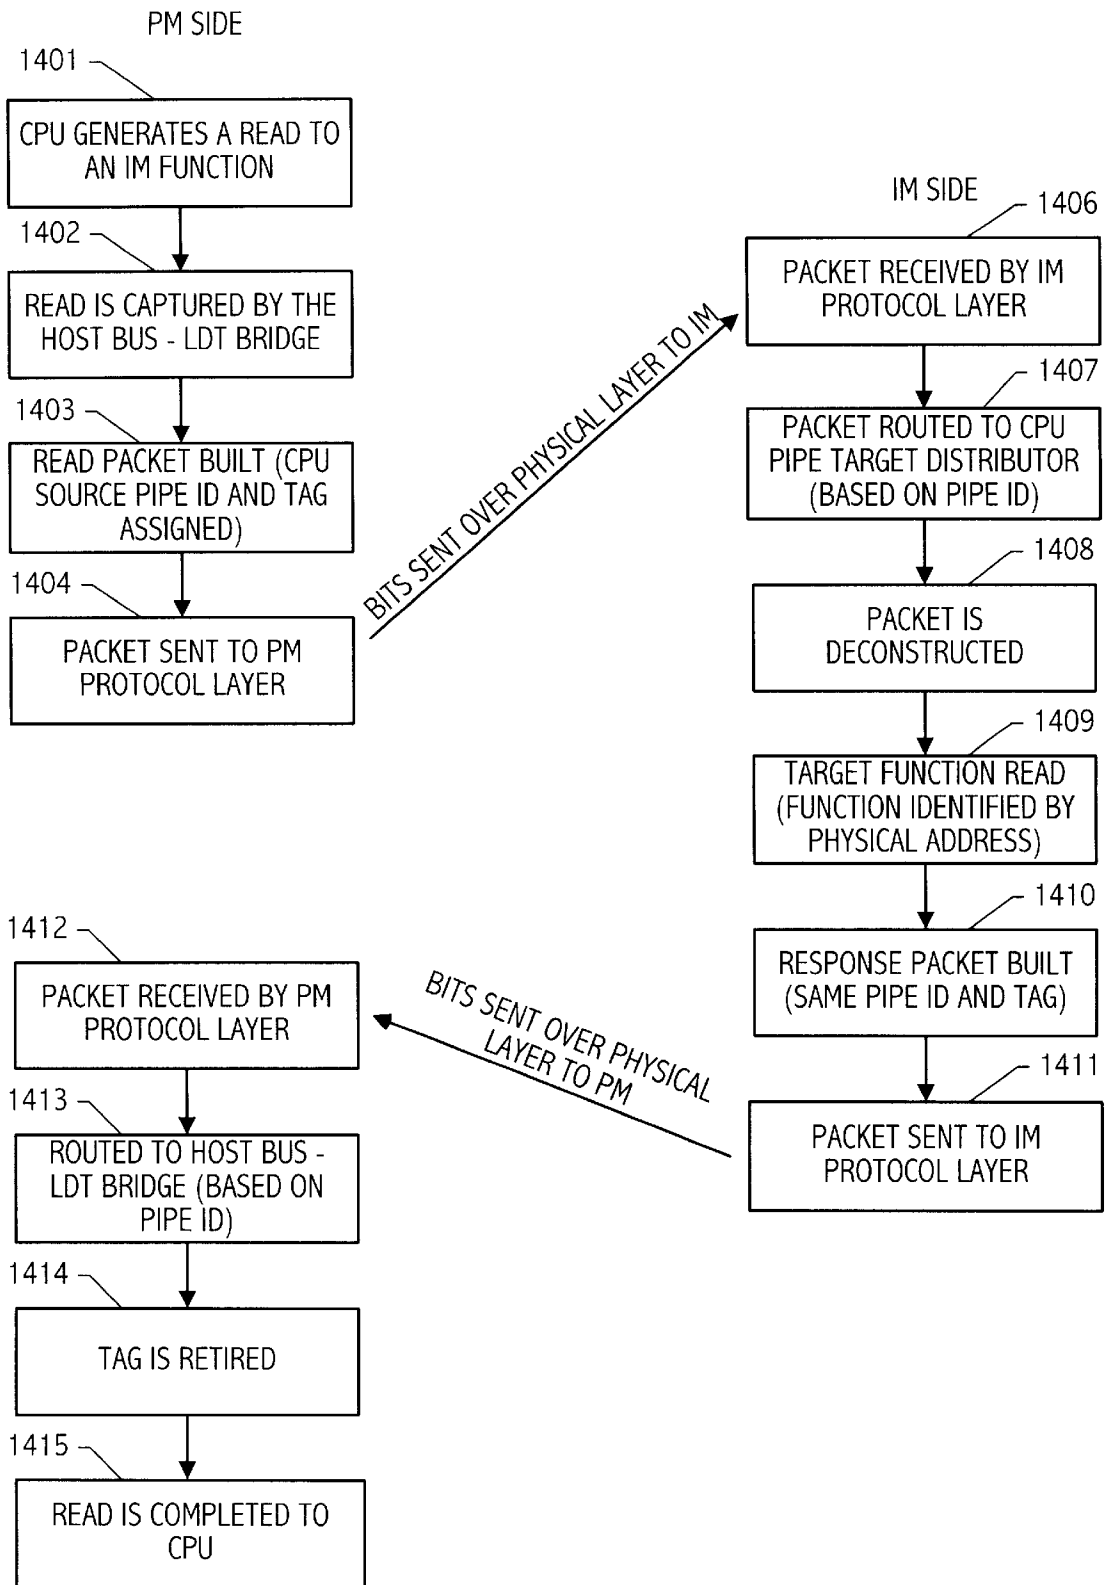 PM SIDE
1401
CPU GENERATES A READ TO
AN IM FUNCTION
1402
READ IS CAPTURED BY THE
HOST BUS - LDT BRIDGE
1403
READ PACKET BUILT (CPU
SOURCE PIPE ID AND TAG
ASSIGNED)
1404
PACKET SENT TO PM
PROTOCOL LAYER
BITS SENT OVER PHYSICAL LAYER TO IM
IM SIDE
1406
PACKET RECEIVED BY IM
PROTOCOL LAYER
1407
PACKET ROUTED TO CPU
PIPE TARGET DISTRIBUTOR
(BASED ON PIPE ID)
1408
PACKET IS
DECONSTRUCTED
1409
TARGET FUNCTION READ
(FUNCTION IDENTIFIED BY
PHYSICAL ADDRESS)
1410
RESPONSE PACKET BUILT
(SAME PIPE ID AND TAG)
1411
PACKET SENT TO IM
PROTOCOL LAYER
BITS SENT OVER PHYSICAL
LAYER TO PM
1412
PACKET RECEIVED BY PM
PROTOCOL LAYER
1413
ROUTED TO HOST BUS -
LDT BRIDGE (BASED ON
PIPE ID)
1414
TAG IS RETIRED
1415
READ IS COMPLETED TO
CPU